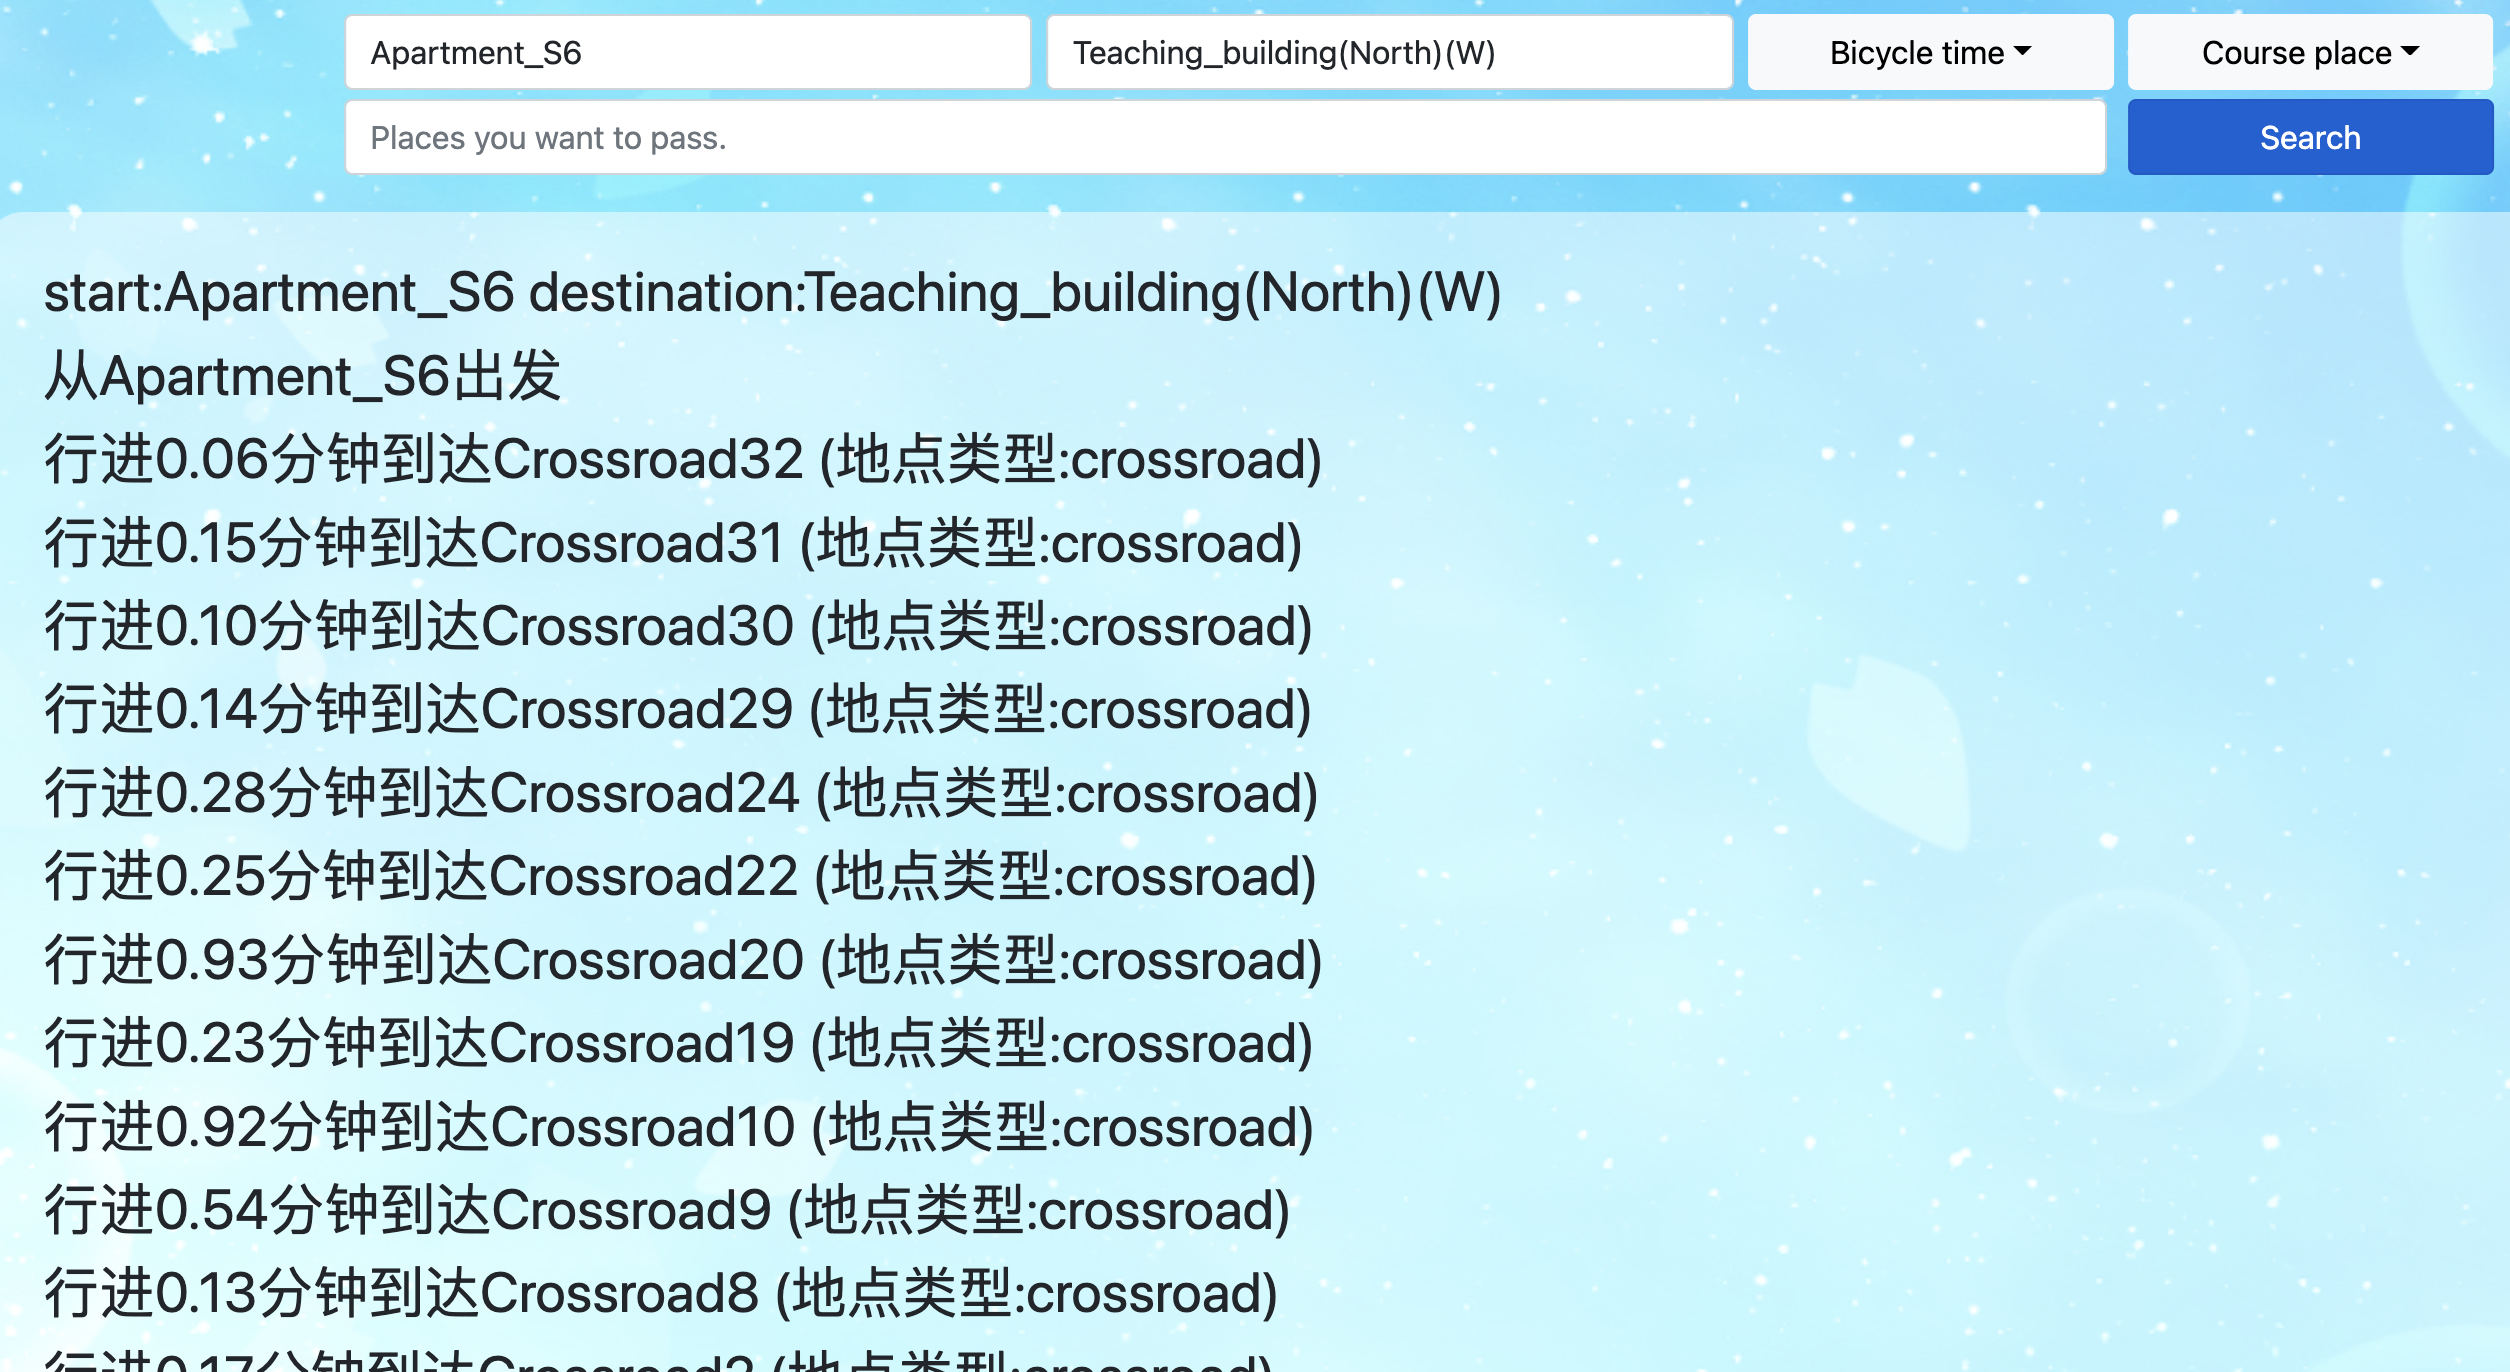 Apartment_S6 Teaching_building(North)(W) Bicycle time Course place
Places you want to pass. Search
start:Apartment_S6 destination:Teaching_building(North)(W)
从Apartment_S6出发
行进0.06分钟到达Crossroad32 (地点类型:crossroad)
行进0.15分钟到达Crossroad31 (地点类型:crossroad)
行进0.10分钟到达Crossroad30 (地点类型:crossroad)
行进0.14分钟到达Crossroad29 (地点类型:crossroad)
行进0.28分钟到达Crossroad24 (地点类型:crossroad)
行进0.25分钟到达Crossroad22 (地点类型:crossroad)
行进0.93分钟到达Crossroad20 (地点类型:crossroad)
行进0.23分钟到达Crossroad19 (地点类型:crossroad)
行进0.92分钟到达Crossroad10 (地点类型:crossroad)
行进0.54分钟到达Crossroad9 (地点类型:crossroad)
行进0.13分钟到达Crossroad8 (地点类型:crossroad)
行进0.17分钟到达 (地点类型:crossroad)